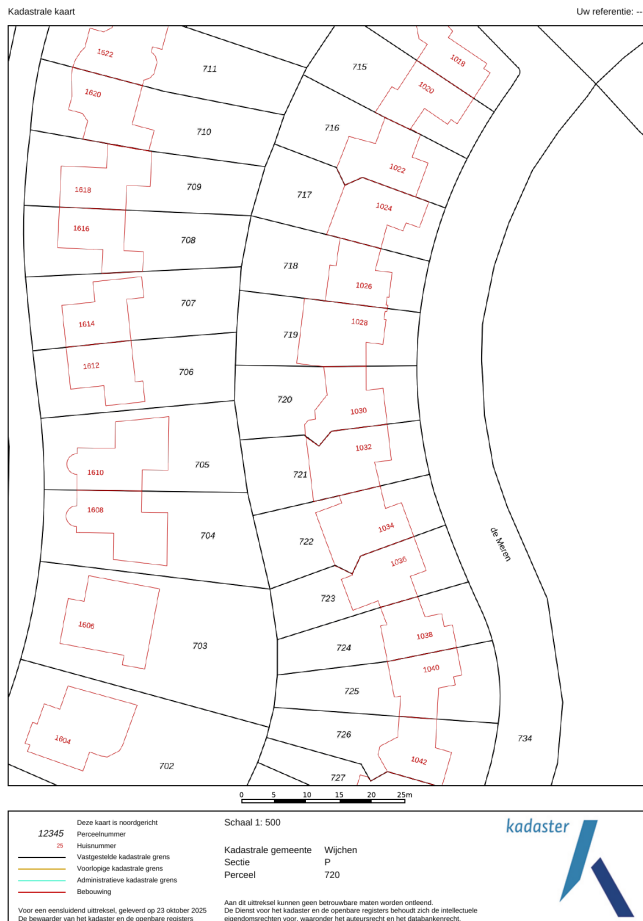 Kadastrale kaart
Uw referentie: --
1622
711
715
1018
1020
1620
710
716
1022
1618
709
717
1024
1616
708
718
1026
707
1614
719
1028
1612
706
720
1030
1032
705
1610
721
1608
704
722
1034
1036
de Meren
723
1606
703
724
1038
1040
725
1604
702
726
734
1042
727
0 5 10 15 20 25m
Deze kaart is noordgericht
12345 Perceelnummer
25 Huisnummer
Vastgestelde kadastrale grens
Voorlopige kadastrale grens
Administratieve kadastrale grens
Bebouwing
Schaal 1: 500
Kadastrale gemeente Wijchen
Sectie P
Perceel 720
kadaster
Voor een eensluidend uittreksel, geleverd op 23 oktober 2025
De bewaarder van het kadaster en de openbare registers
Aan dit uittreksel kunnen geen betrouwbare maten worden ontleend.
De Dienst voor het kadaster en de openbare registers behoudt zich de intellectuele
eigendomsrechten voor, waaronder het auteursrecht en het databankenrecht.